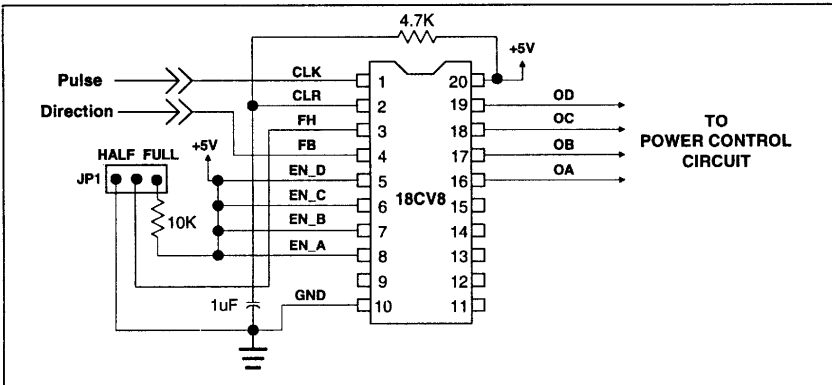 4.7K
+5V
Pulse
CLK
1
20
Direction
CLR
2
19
OD
FH
3
18
OC
TO
POWER CONTROL
CIRCUIT
+5V
FB
4
17
OB
HALF FULL
EN_D
5
16
OA
JP1
EN_C
6
18CV8
15
10K
EN_B
7
14
EN_A
8
13
9
12
1uF
GND
10
11